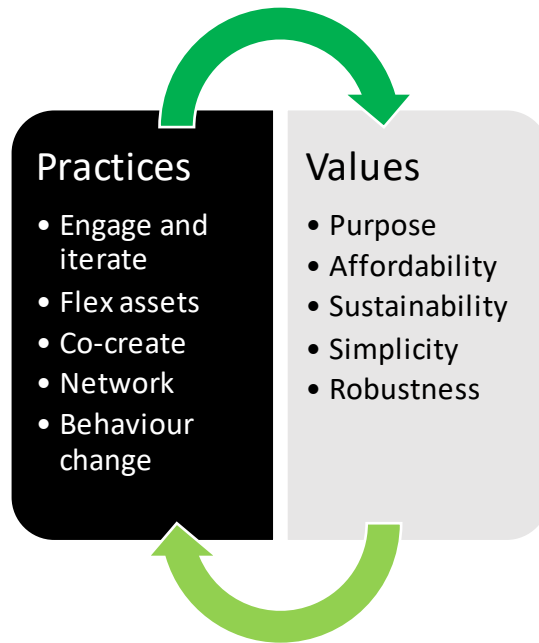 Practices
• Engage and
iterate
• Flex assets
• Co-create
• Network
• Behaviour
change
Values
• Purpose
• Affordability
• Sustainability
• Simplicity
• Robustness